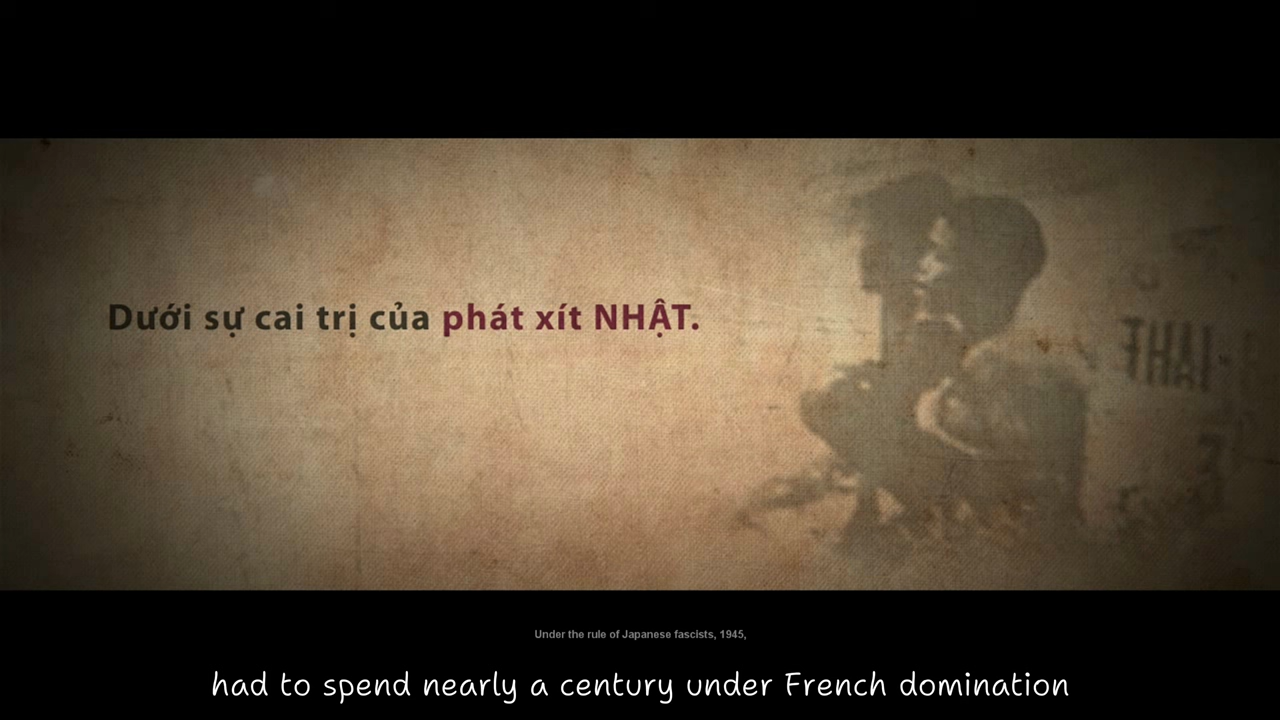 Dưới sự cai trị của phát xít NHẬT.
THAI
Under the rule of Japanese fascists, 1945,
had to spend nearly a century under French domination